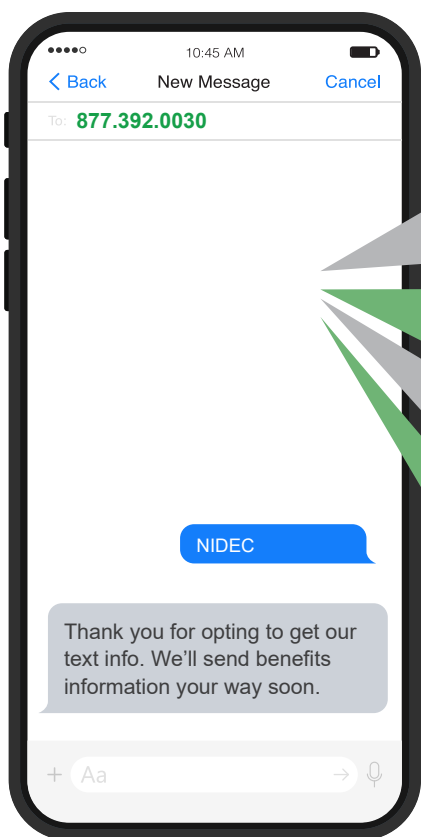 10:45 AM
Back New Message Cancel
To: 877.392.0030
NIDEC
Thank you for opting to get our
text info. We’ll send benefits
information your way soon.
Aa